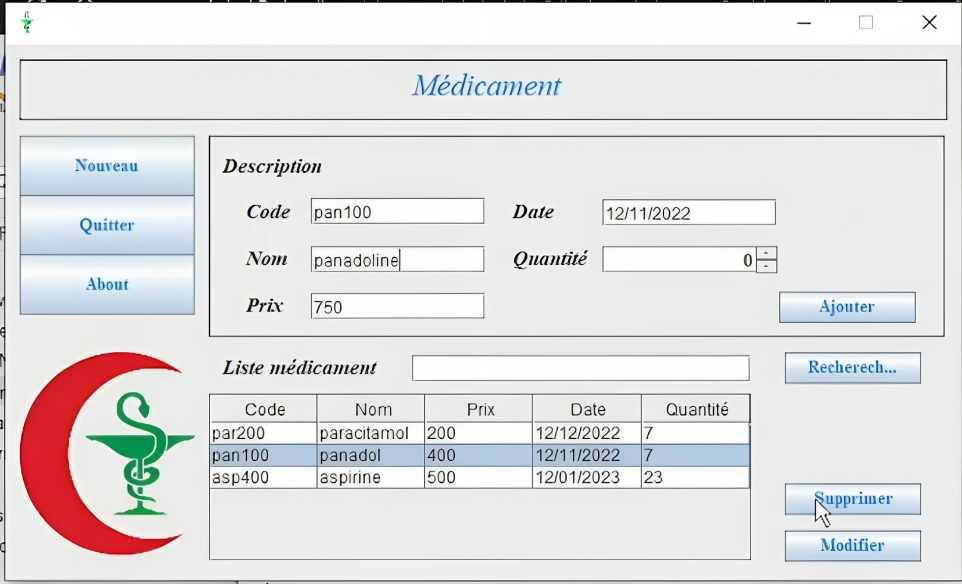 Médicament
Nouveau
Quitter
About
Description
Code pan100 Date 12/11/2022
Nom panadoline Quantité 0
Prix 750
Ajouter
Liste médicament Recherech...
Code Nom Prix Date Quantité
par200 paracitamol 200 12/12/2022 7
pan100 panadol 400 12/11/2022 7
asp400 aspirine 500 12/01/2023 23
Supprimer
Modifier